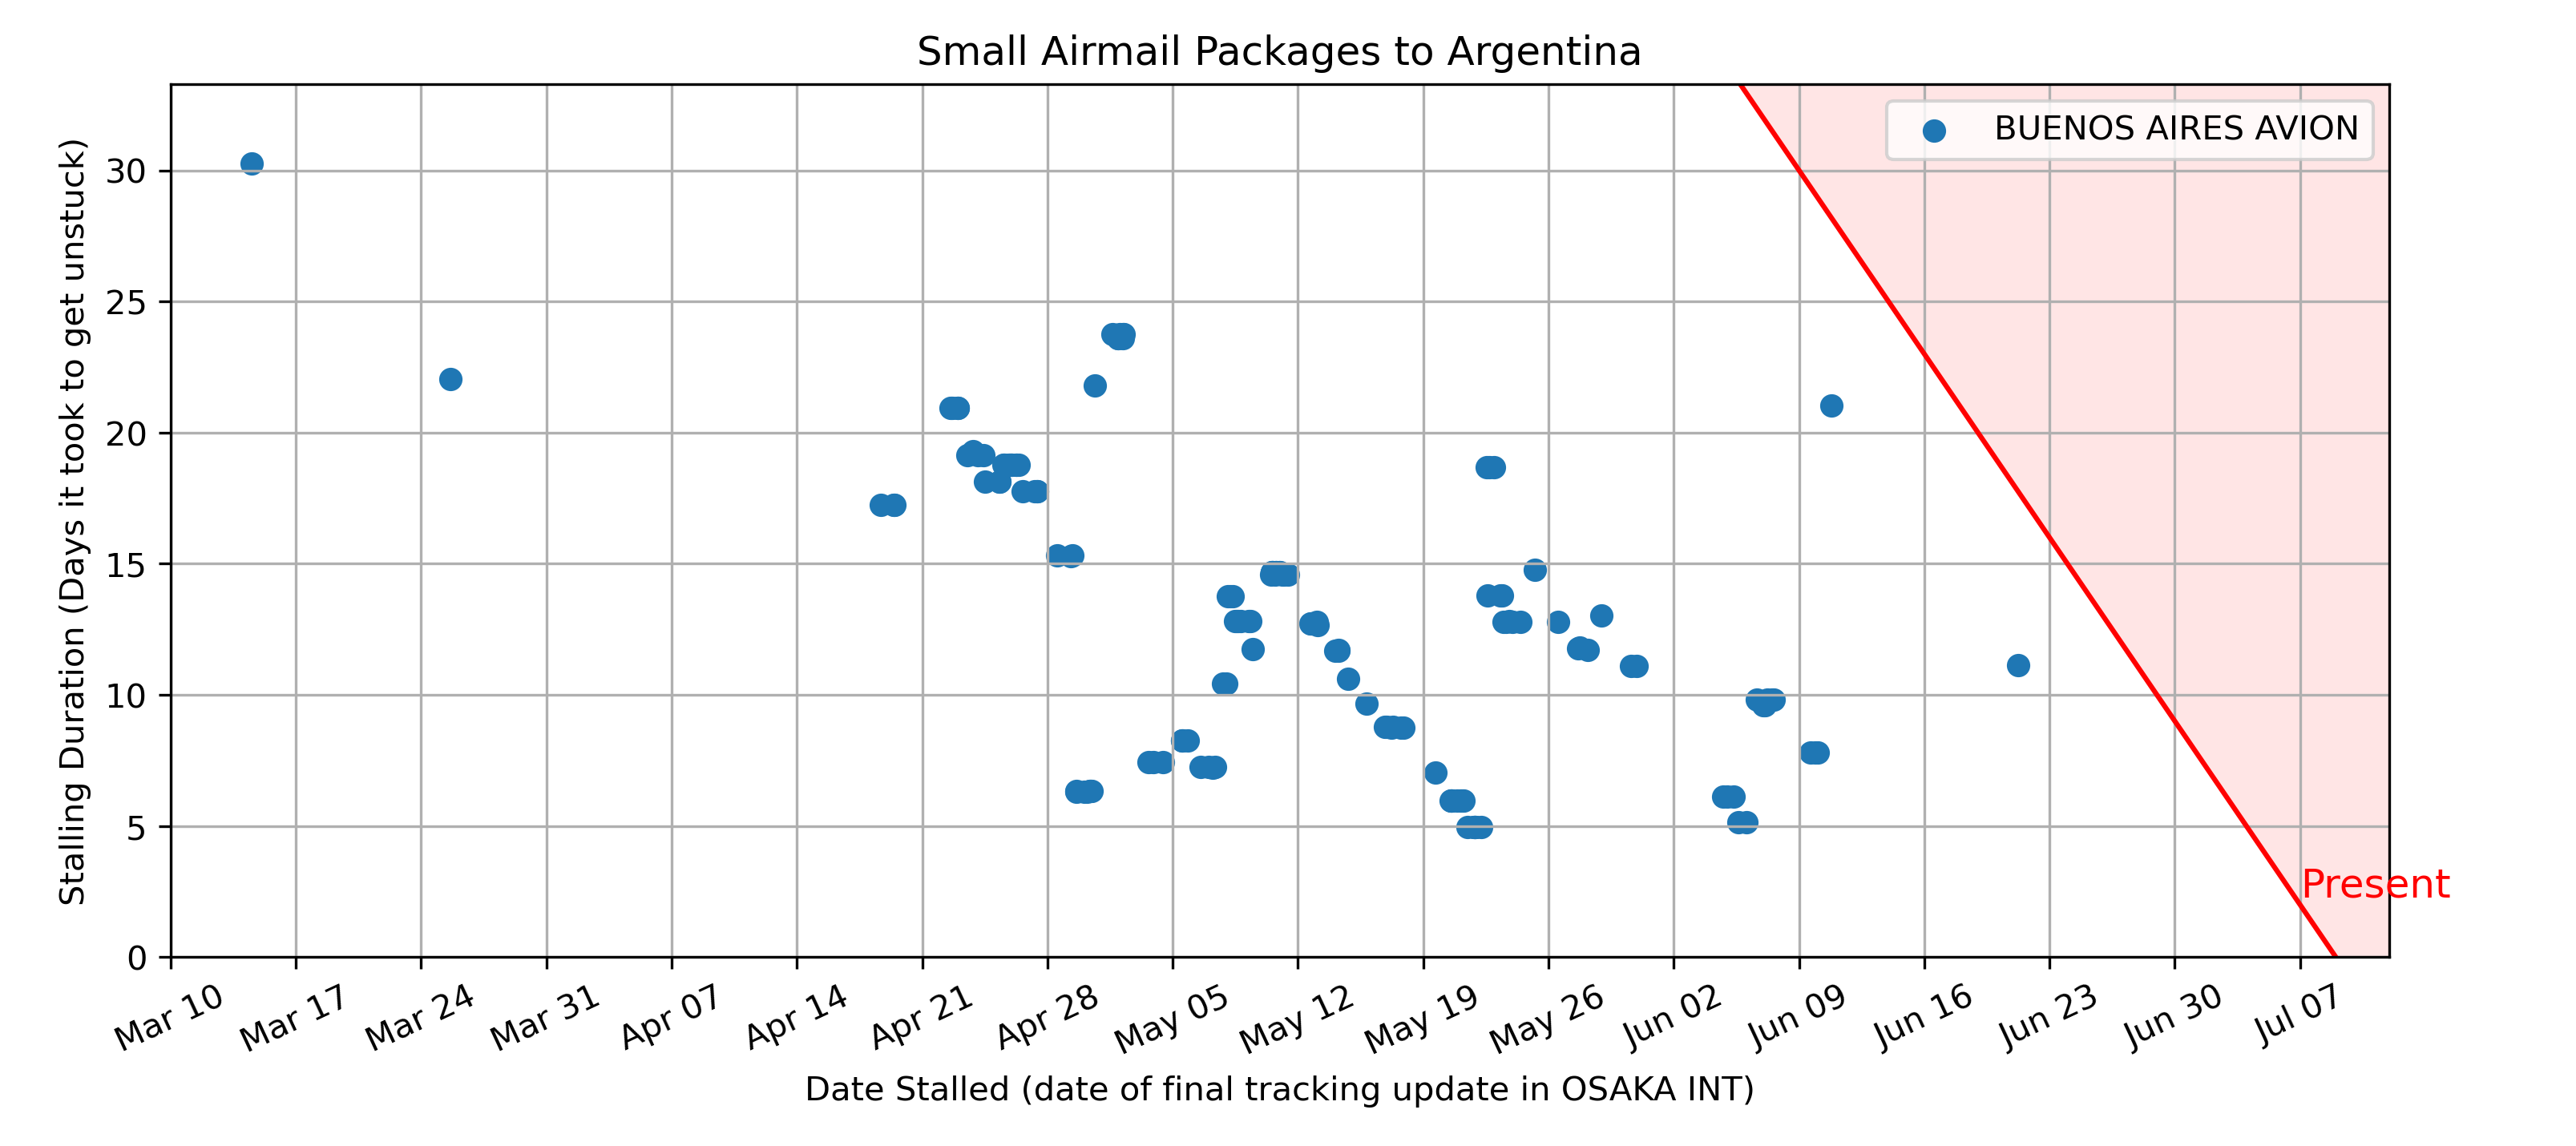 Small Airmail Packages to Argentina
BUENOS AIRES AVION
Stalling Duration (Days it took to get unstuck)
30
25
20
15
10
5
0
Present
Mar 10
Mar 17
Mar 24
Mar 31
Apr 07
Apr 14
Apr 21
Apr 28
May 05
May 12
May 19
May 26
Jun 02
Jun 09
Jun 16
Jun 23
Jun 30
Jul 07
Date Stalled (date of final tracking update in OSAKA INT)